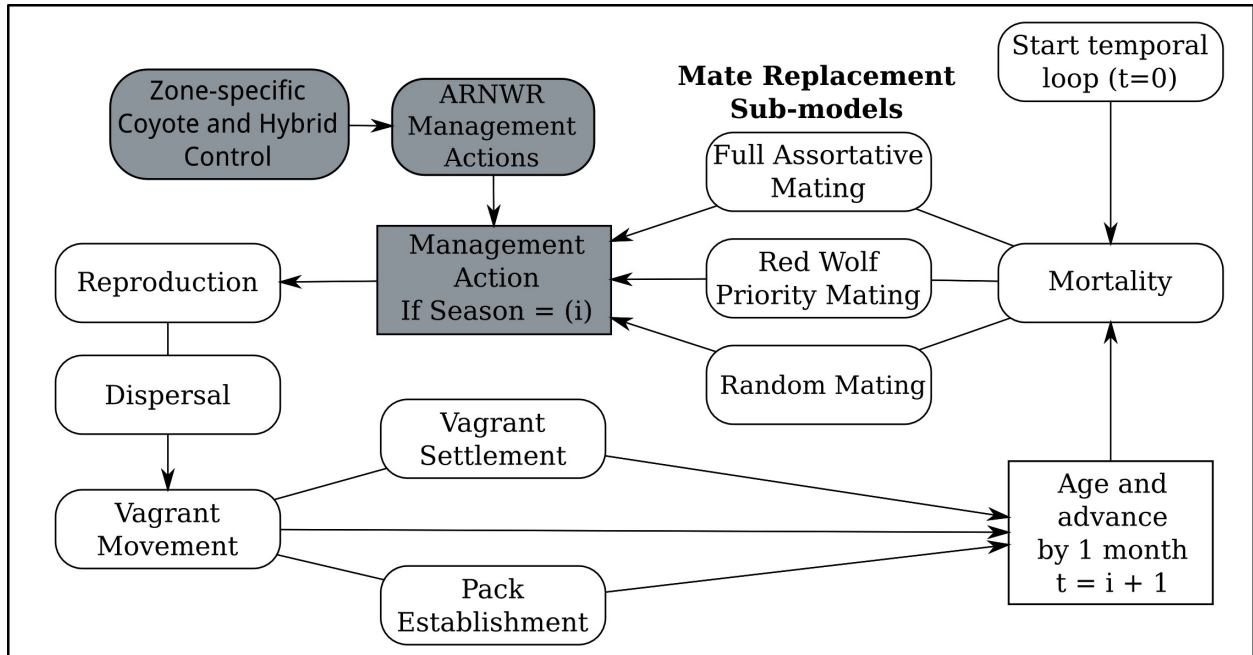 Start temporal
loop (t=0)
Mate Replacement
Sub-models
Zone-specific
Coyote and Hybrid
Control
ARNWR
Management
Actions
Full Assortative
Mating
Management
Action
If Season = (i)
Red Wolf
Priority Mating
Mortality
Reproduction
Random Mating
Dispersal
Vagrant
Settlement
Vagrant
Movement
Pack
Establishment
Age and
advance
by 1 month
t = i + 1